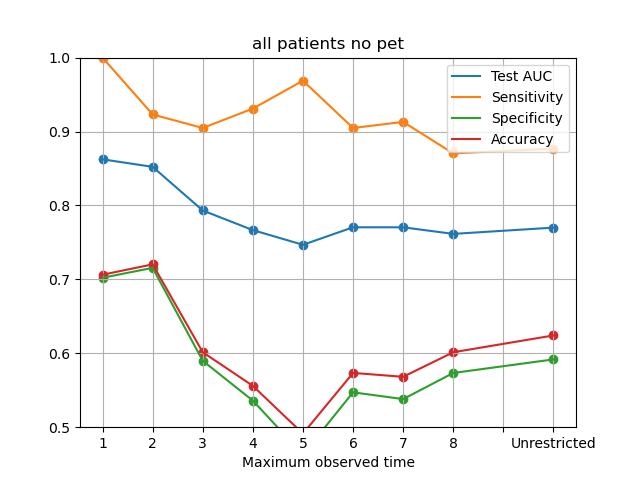 all patients no pet
Test AUC
Sensitivity
Specificity
Accuracy
1.0
0.9
0.8
0.7
0.6
0.5
1 2 3 4 5 6 7 8 Unrestricted
Maximum observed time